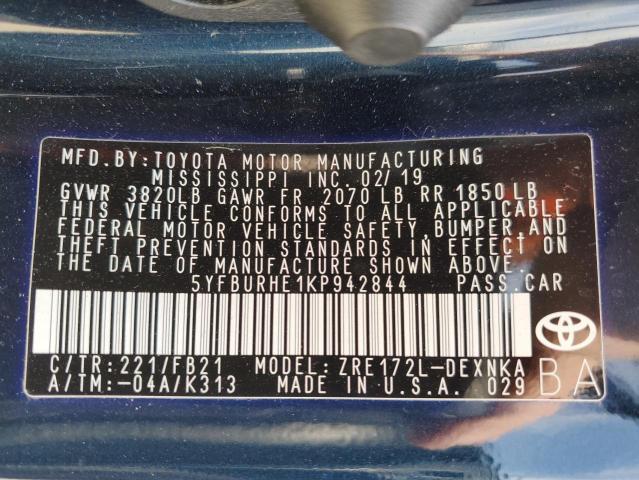 MFD. BY: TOYOTA MOTOR MANUFACTURING
MISSISSIPPI INC. 02/19
GVWR 3820LB GAWR FR 2070 LB RR 1850 LB
THIS VEHICLE CONFORMS TO ALL APPLICABLE
FEDERAL MOTOR VEHICLE SAFETY, BUMPER, AND
THEFT PREVENTION STANDARDS IN EFFECT ON
THE DATE OF MANUFACTURE SHOWN ABOVE.
5YFBURHE1KP942844 PASS. CAR
C/TR: 221/FB21 MODEL: ZRE172L-DEXNKA
A/TM: -04A/K313 MADE IN U.S.A. 029
BA